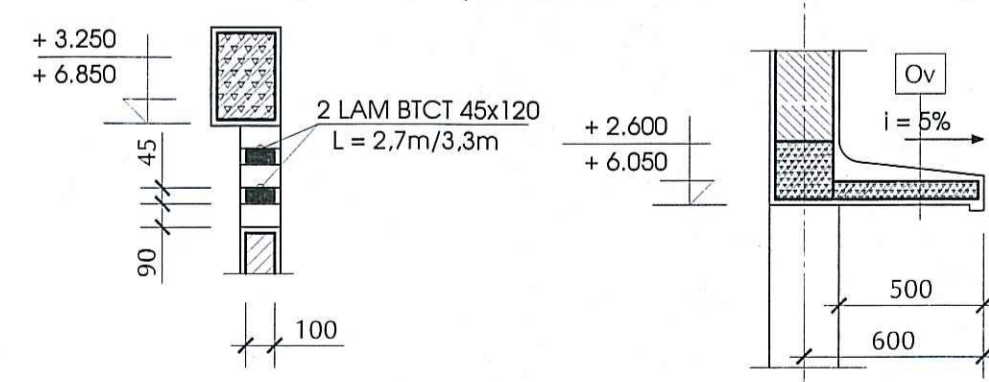 + 3.250
+ 6.850
2 LAM BTCT 45x120
L = 2,7m/3,3m
45
90
100
Ov
i = 5%
+ 2.600
+ 6.050
500
600